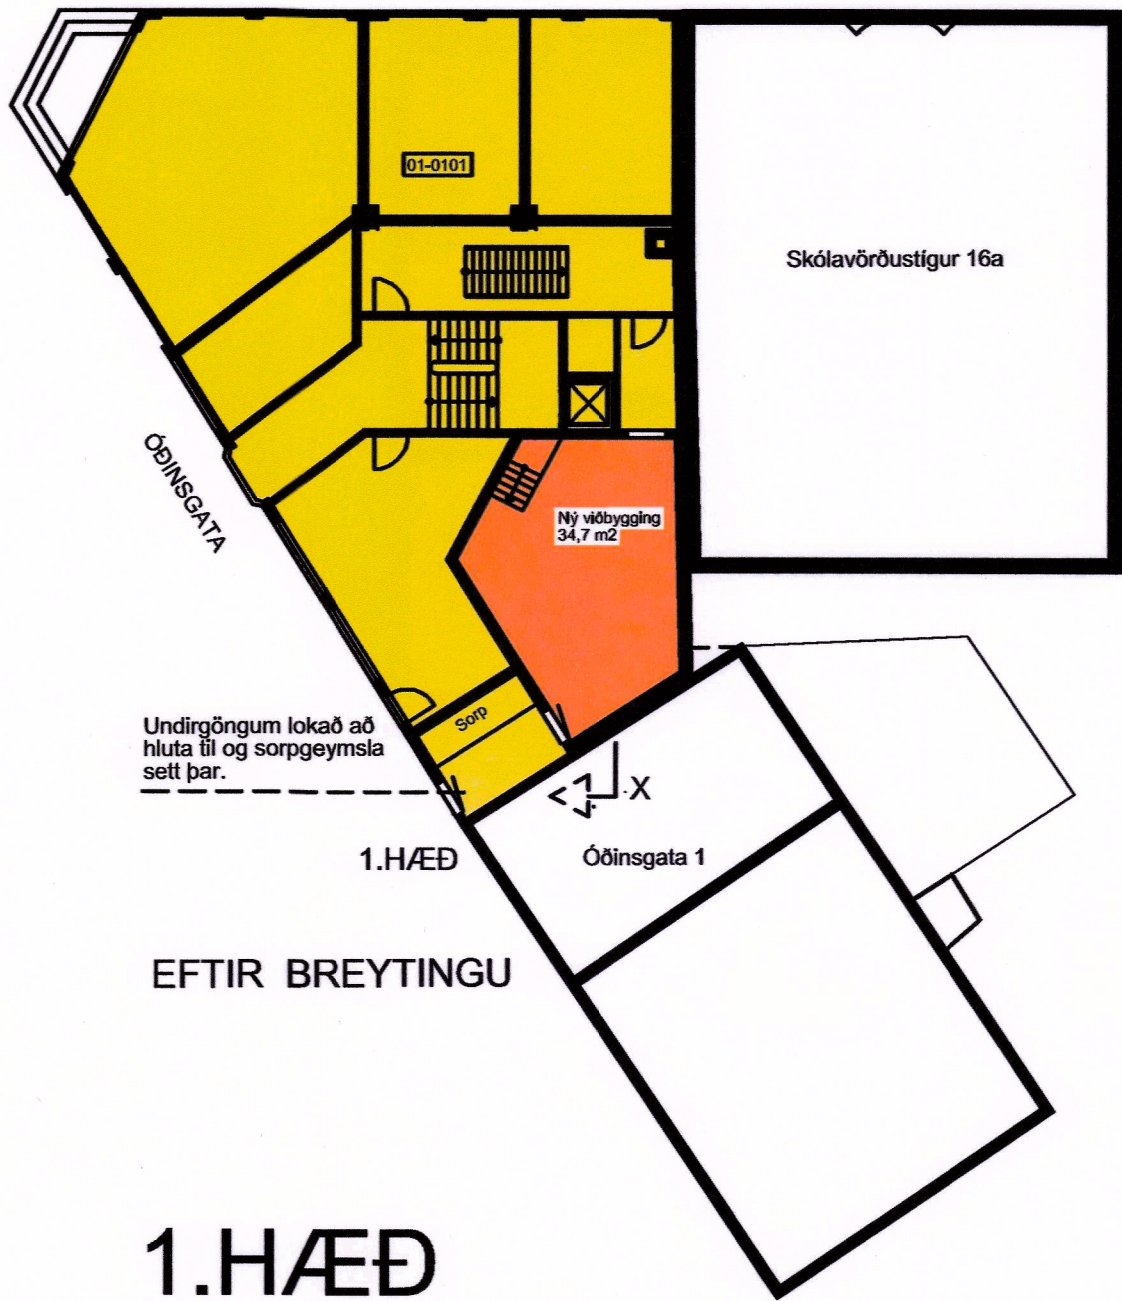 01-0101
Skólavörðustígur 16a
ÓÐINSGATA
Ný viðbygging
34,7 m2
Sorp
Undirgöngum lokað að
hluta til og sorpgeymsla
sett þar.
X
1.HÆÐ
Óðinsgata 1
EFTIR BREYTINGU
1.HÆÐ